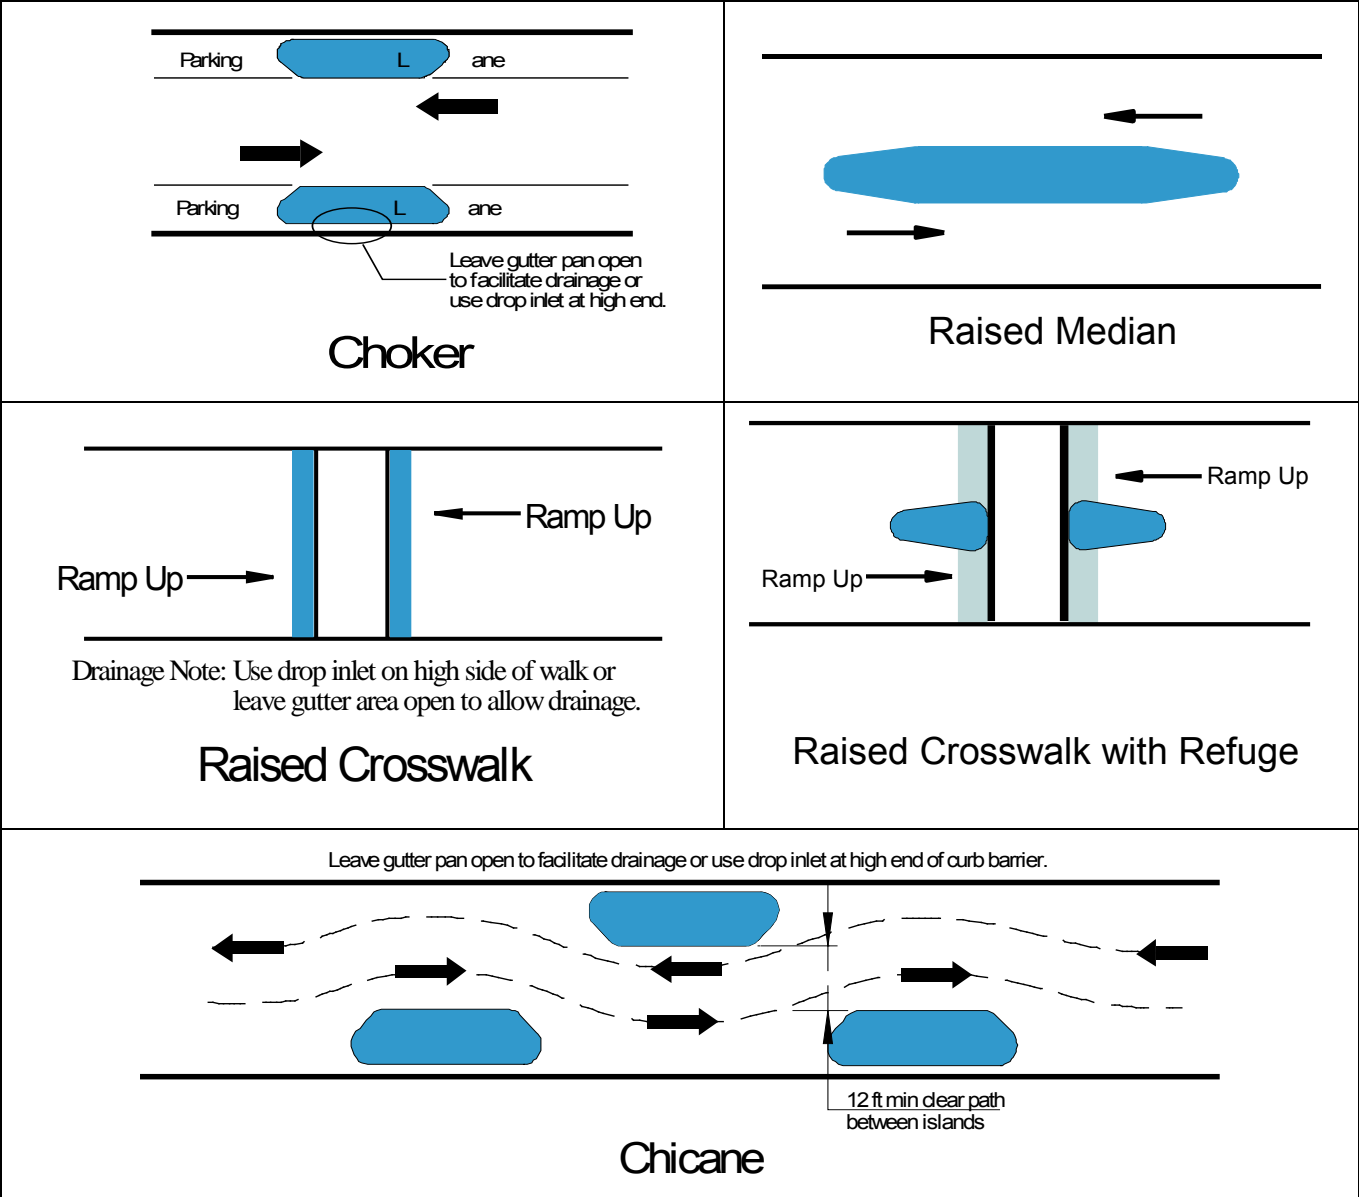 Parking L ane
Parking L ane
Leave gutter pan open
to facilitate drainage or
use drop inlet at high end.
Choker
Raised Median
Ramp Up
Ramp Up
Drainage Note: Use drop inlet on high side of walk or
leave gutter area open to allow drainage.
Raised Crosswalk
Ramp Up
Ramp Up
Raised Crosswalk with Refuge
Leave gutter pan open to facilitate drainage or use drop inlet at high end of curb barrier.
12 ft min clear path
between islands
Chicane